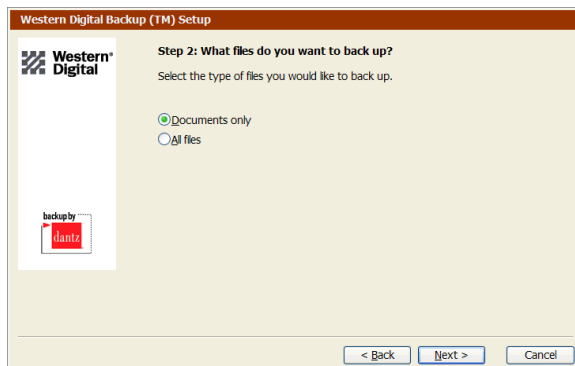 Western Digital Backup (TM) Setup
Western®
Digital
Step 2: What files do you want to back up?
Select the type of files you would like to back up.
Documents only
All files
backup by
dantz
< Back
Next >
Cancel